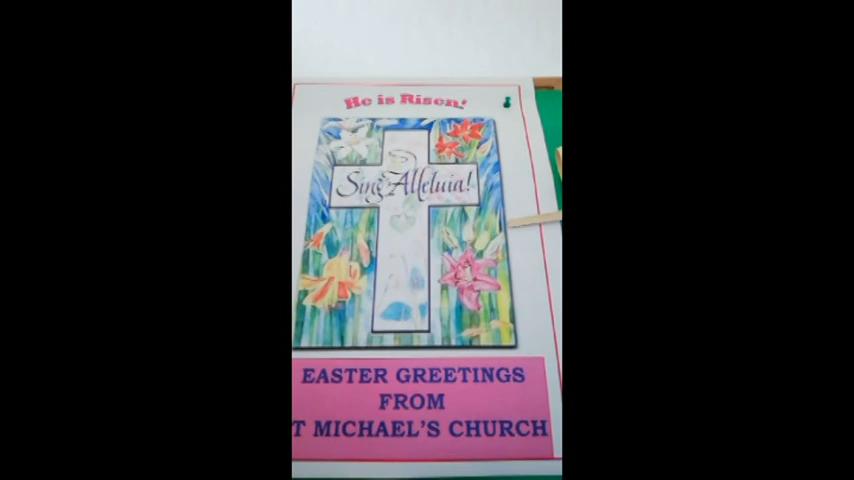 He is Risen!
Sing Alleluia!
EASTER GREETINGS
FROM
T MICHAEL'S CHURCH